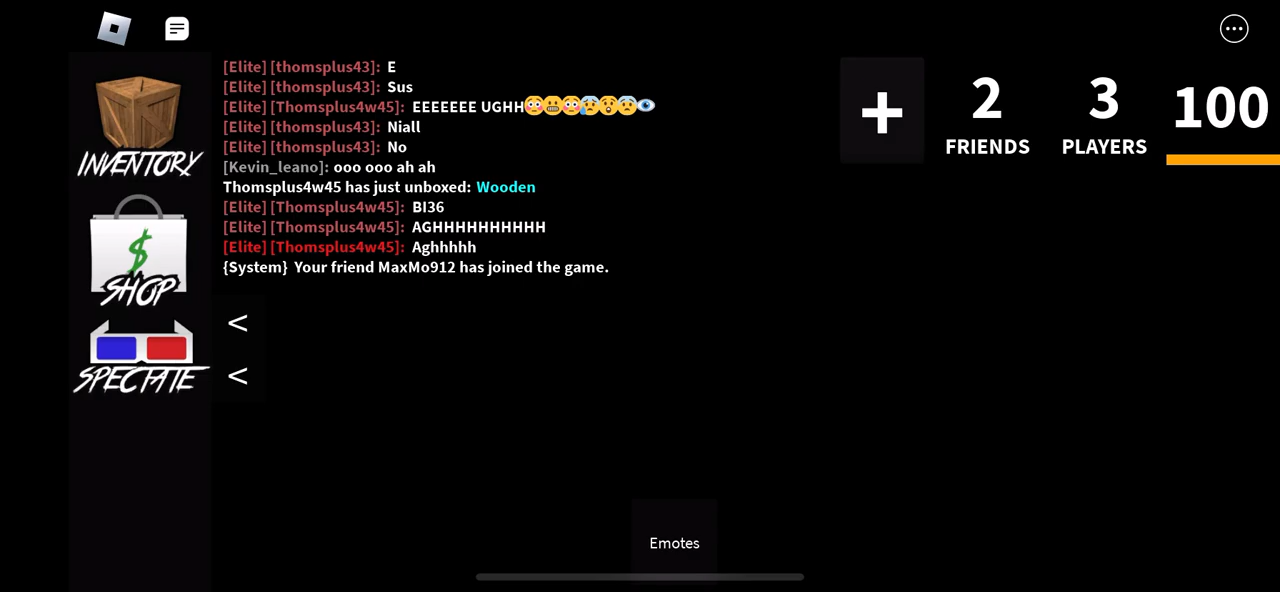 [Elite] [thomsplus43]: E
[Elite] [thomsplus43]: Sus
[Elite] [Thomsplus4w45]: EEEEEEE UGHH😳😬😳😰😲😰👁
[Elite] [thomsplus43]: Niall
[Elite] [thomsplus43]: No
[Kevin_leano]: ooo ooo ah ah
Thomsplus4w45 has just unboxed: Wooden
[Elite] [Thomsplus4w45]: BI36
[Elite] [Thomsplus4w45]: AGHHHHHHHHHH
[Elite] [Thomsplus4w45]: Aghhhhh
{System} Your friend MaxMo912 has joined the game.
INVENTORY
$
SHOP
SPECTATE
<
<
+
2
FRIENDS
3
PLAYERS
100
Emotes